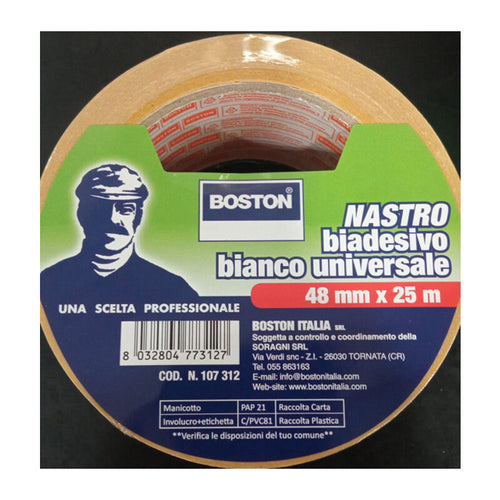 BOSTON®
NASTRO
biadesivo
bianco universale
48 mm x 25 m
UNA SCELTA PROFESSIONALE
8 032804 773127
COD. N. 107 312
BOSTON ITALIA SRL
Soggetta a controllo e coordinamento della
SORAGNI SRL
Via Verdi snc - Z.I. - 26030 TORNATA (CR)
Tel. 055 863163
E-mail: info@bostonitalia.com
Web-site: www.bostonitalia.com
Manicotto PAP 21 Raccolta Carta
Involucro+etichetta C/PVC81 Raccolta Plastica
**Verifica le disposizioni del tuo comune**